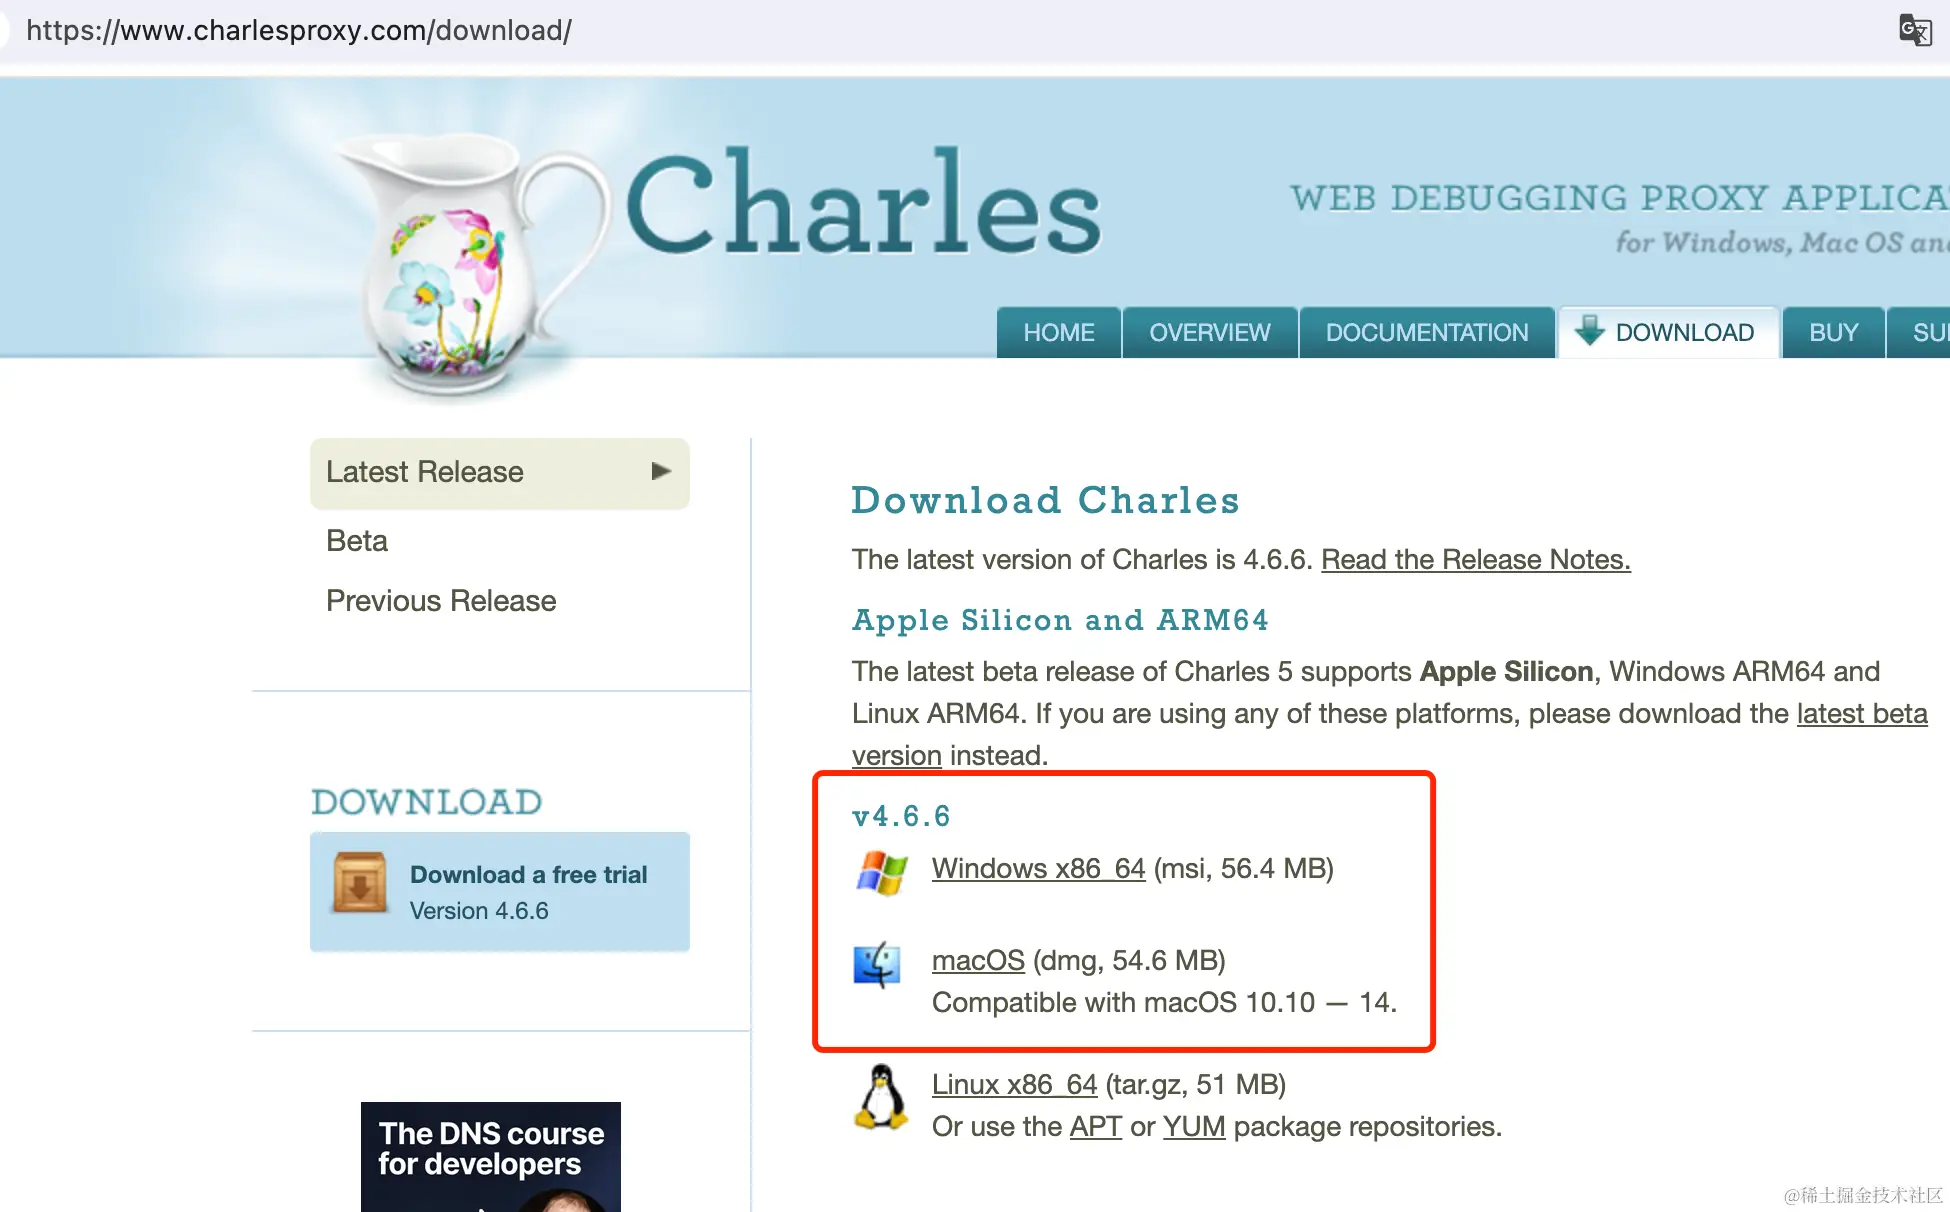 https://www.charlesproxy.com/download/
Charles
WEB DEBUGGING PROXY
for Windows, Mac OS
HOME
OVERVIEW
DOCUMENTATION
DOWNLOAD
BUY
Latest Release
Beta
Previous Release
DOWNLOAD
Download a free trial
Version 4.6.6
The DNS course
for developers
Download Charles
The latest version of Charles is 4.6.6. Read the Release Notes.
Apple Silicon and ARM64
The latest beta release of Charles 5 supports Apple Silicon, Windows ARM64 and
Linux ARM64. If you are using any of these platforms, please download the latest beta
version instead.
v4.6.6
Windows x86_64 (msi, 56.4 MB)
macOS (dmg, 54.6 MB)
Compatible with macOS 10.10 — 14.
Linux x86_64 (tar.gz, 51 MB)
Or use the APT or YUM package repositories.
@稀土掘金技术社区